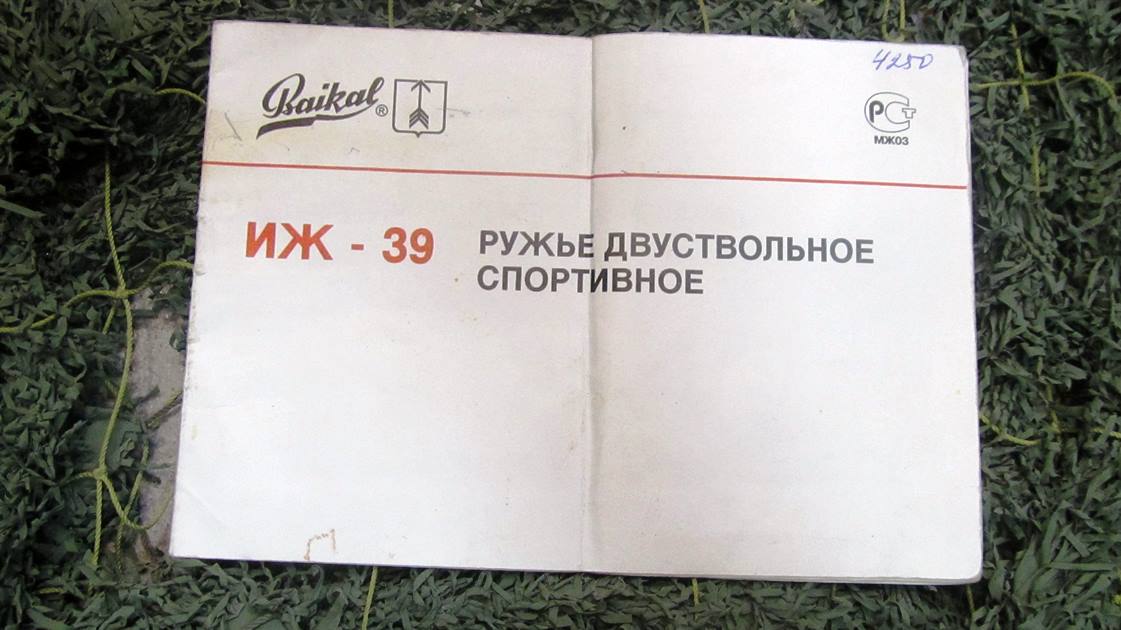 4250
Baikal ®
РСТ
МЖ03
ИЖ - 39
РУЖЬЕ ДВУСТВОЛЬНОЕ
СПОРТИВНОЕ